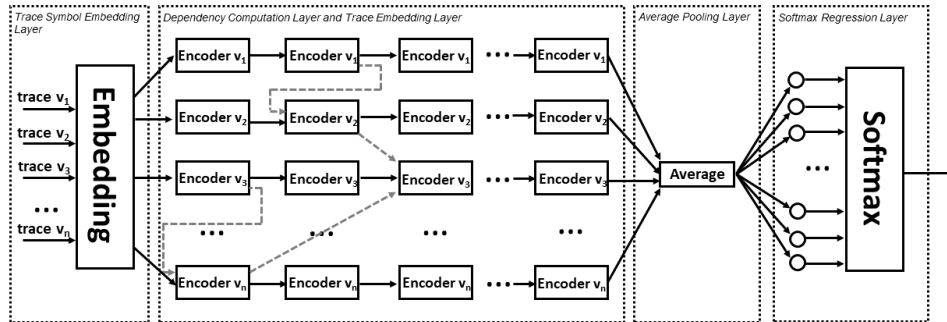 Trace Symbol Embedding
Layer
Dependency Computation Layer and Trace Embedding Layer
Average Pooling Layer
Softmax Regression Layer
trace v1
trace v2
trace v3
...
trace vn
Embedding
Encoder v1
Encoder v1
Encoder v1
...
Encoder v1
Encoder v2
Encoder v2
Encoder v2
...
Encoder v2
Encoder v3
Encoder v3
Encoder v3
...
Encoder v3
...
...
...
...
Encoder vn
Encoder vn
Encoder vn
...
Encoder vn
Average
...
Softmax